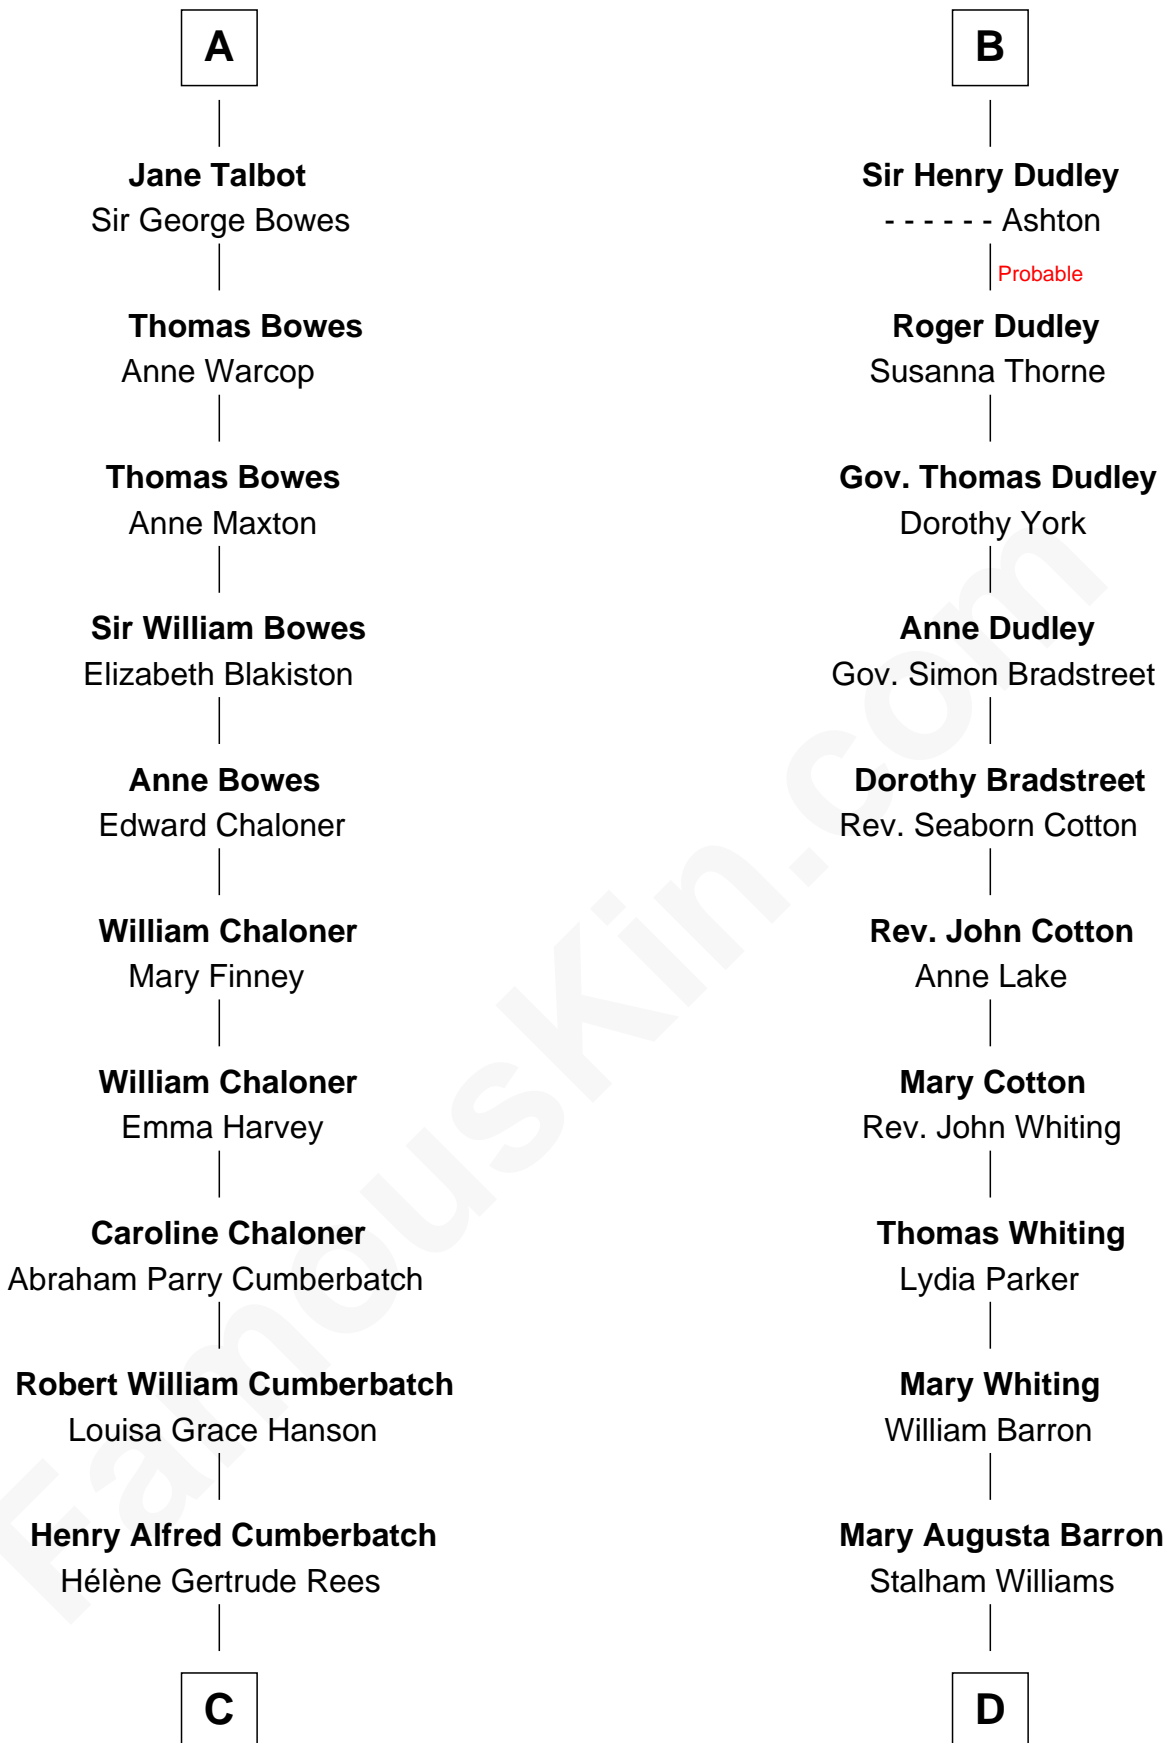 A
Jane Talbot
Sir George Bowes
Thomas Bowes
Anne Warcop
Thomas Bowes
Anne Maxton
Sir William Bowes
Elizabeth Blakiston
Anne Bowes
Edward Chaloner
William Chaloner
Mary Finney
William Chaloner
Emma Harvey
Caroline Chaloner
Abraham Parry Cumberbatch
Robert William Cumberbatch
Louisa Grace Hanson
Henry Alfred Cumberbatch
Hélène Gertrude Rees
C
B
Sir Henry Dudley
- - - - - - Ashton
Probable
Roger Dudley
Susanna Thorne
Gov. Thomas Dudley
Dorothy York
Anne Dudley
Gov. Simon Bradstreet
Dorothy Bradstreet
Rev. Seaborn Cotton
Rev. John Cotton
Anne Lake
Mary Cotton
Rev. John Whiting
Thomas Whiting
Lydia Parker
Mary Whiting
William Barron
Mary Augusta Barron
Stalham Williams
D
FamousKin.com